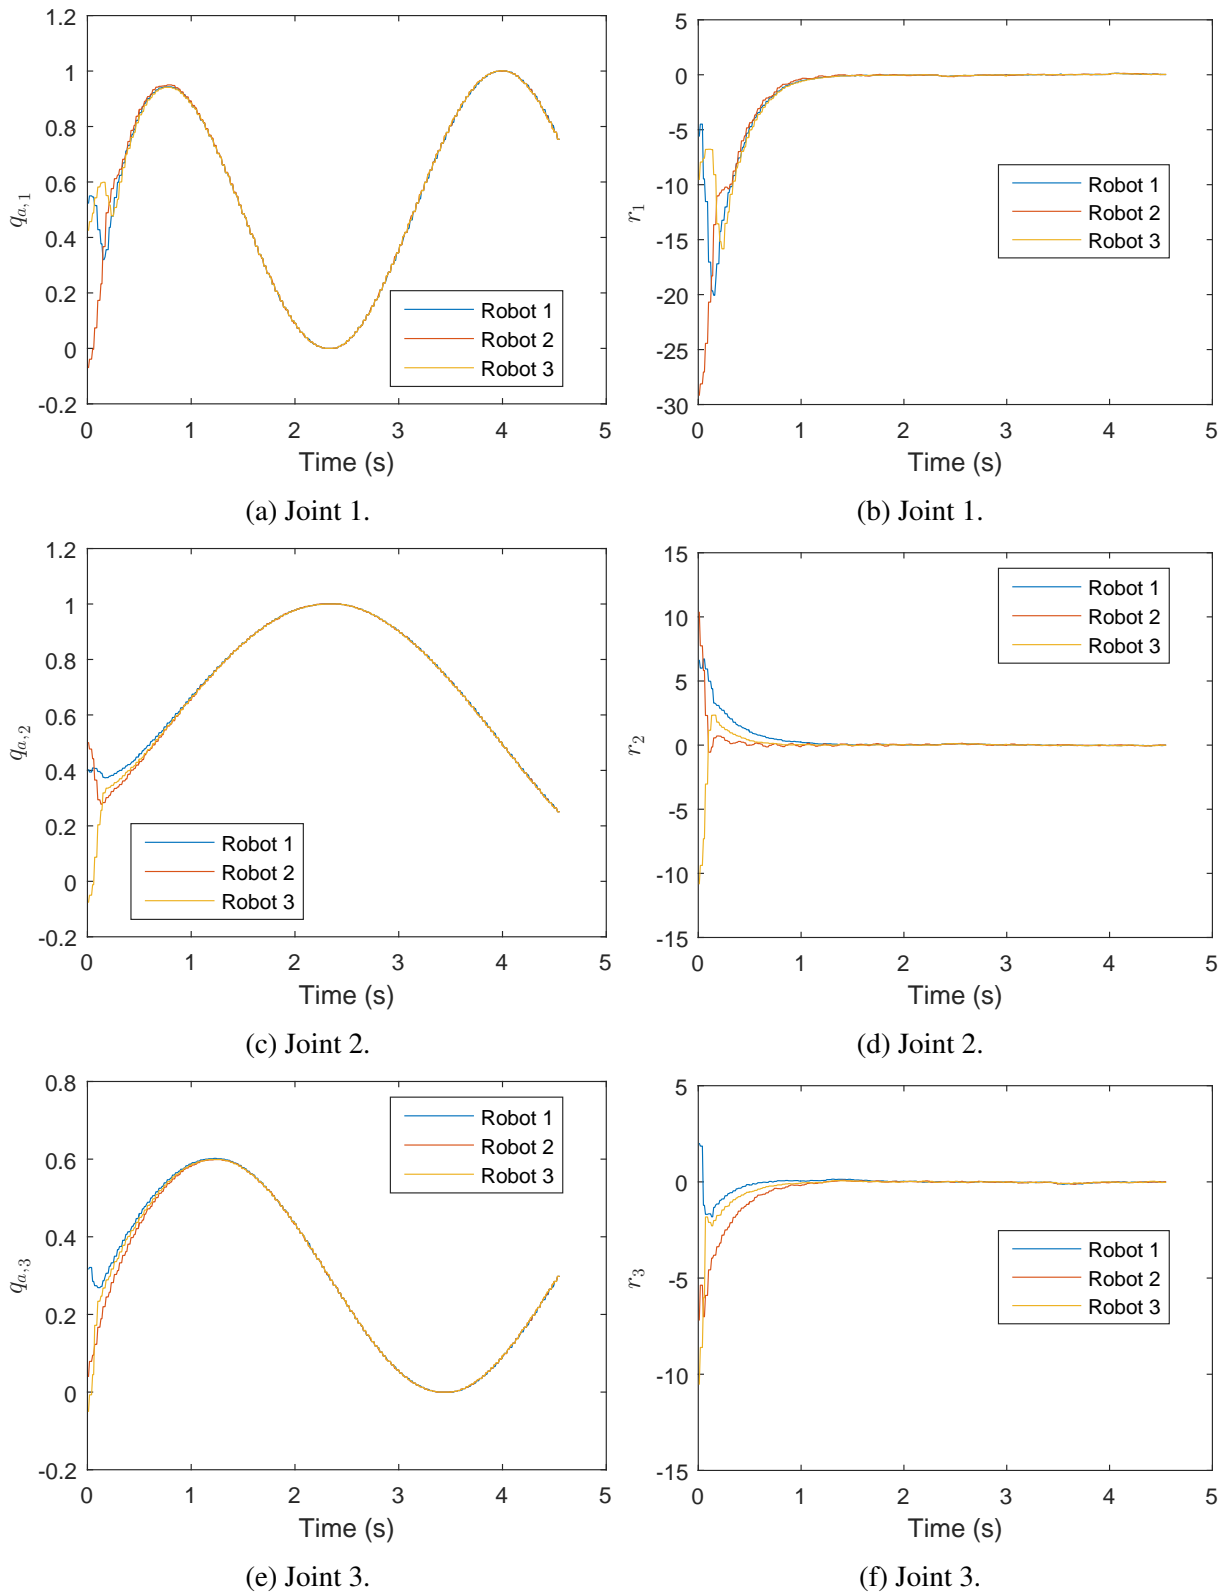 1.2
1
0.8
0.6
0.4
0.2
0
-0.2
q_{a,1}
0 1 2 3 4 5
Time (s)
Robot 1
Robot 2
Robot 3
(a) Joint 1.
5
0
-5
-10
-15
-20
-25
-30
r_1
0 1 2 3 4 5
Time (s)
Robot 1
Robot 2
Robot 3
(b) Joint 1.
1.2
1
0.8
0.6
0.4
0.2
0
-0.2
q_{a,2}
0 1 2 3 4 5
Time (s)
Robot 1
Robot 2
Robot 3
(c) Joint 2.
15
10
5
0
-5
-10
-15
r_2
0 1 2 3 4 5
Time (s)
Robot 1
Robot 2
Robot 3
(d) Joint 2.
0.8
0.6
0.4
0.2
0
-0.2
q_{a,3}
0 1 2 3 4 5
Time (s)
Robot 1
Robot 2
Robot 3
(e) Joint 3.
5
0
-5
-10
-15
r_3
0 1 2 3 4 5
Time (s)
Robot 1
Robot 2
Robot 3
(f) Joint 3.